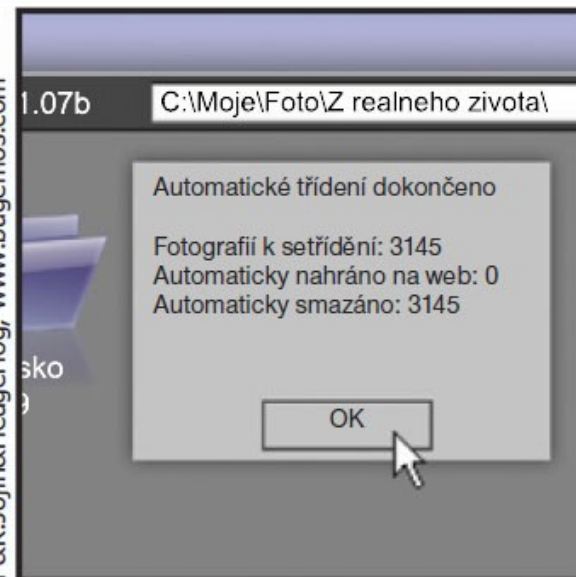 1.07b
C:\Moje\Foto\Z realneho zivota\
Automatické třídení dokončeno
Fotografií k setřídění: 3145
Automaticky nahráno na web: 0
Automaticky smazáno: 3145
OK
sko
www.bugemos.com